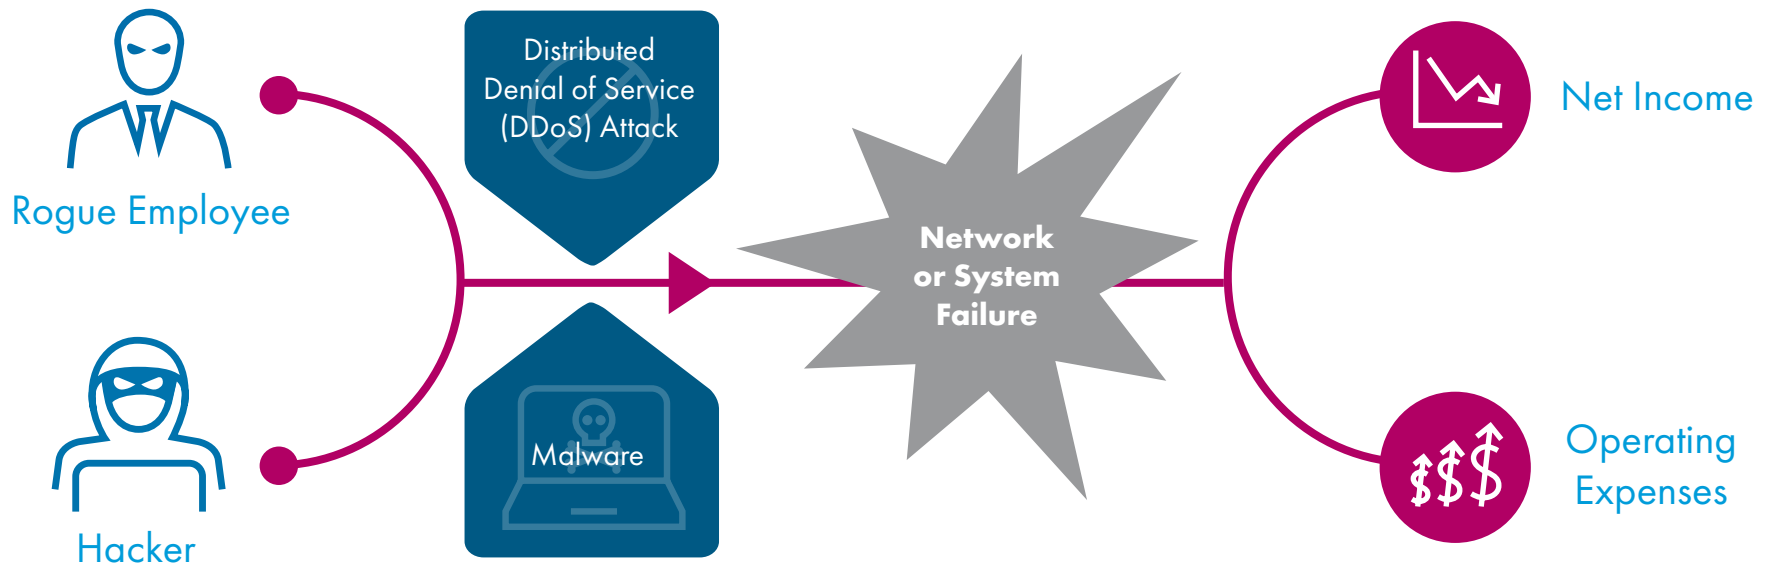 Rogue Employee
Hacker
Distributed
Denial of Service
(DDoS) Attack
Malware
Network
or System
Failure
Net Income
Operating
Expenses